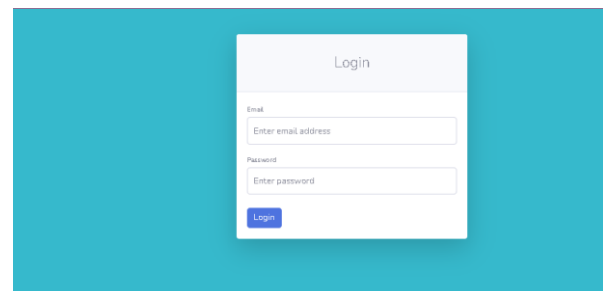 Login
Email
Enter email address
Password
Enter password
Login